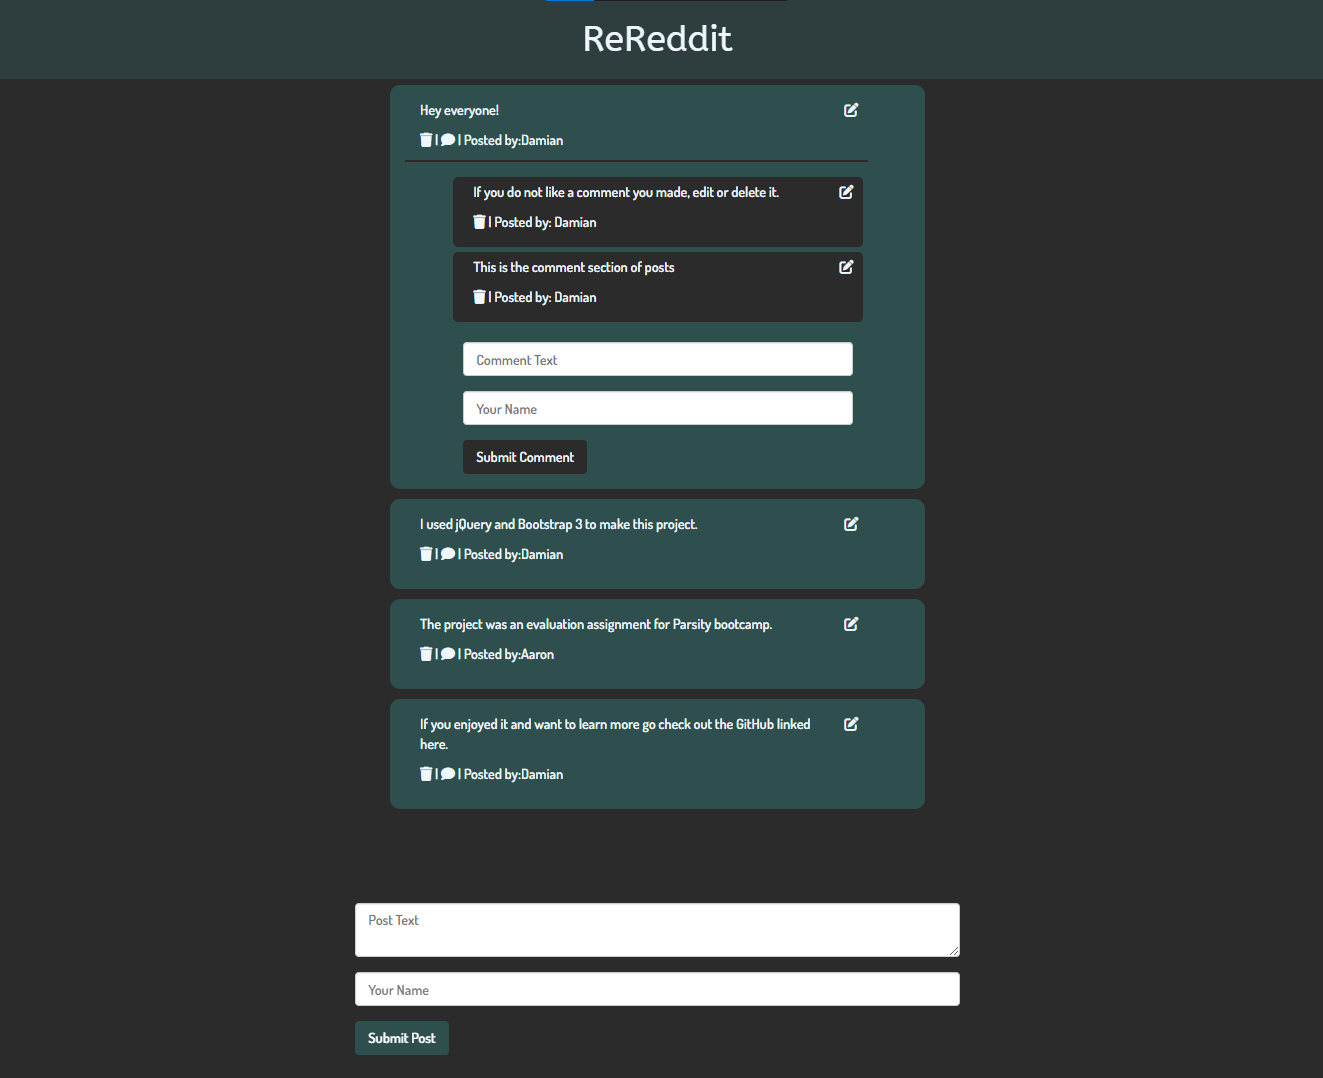 ReReddit
Hey everyone!
| | Posted by:Damian
If you do not like a comment you made, edit or delete it.
| Posted by: Damian
This is the comment section of posts
| Posted by: Damian
Comment Text
Your Name
Submit Comment
I used jQuery and Bootstrap 3 to make this project.
| | Posted by:Damian
The project was an evaluation assignment for Parsity bootcamp.
| | Posted by:Aaron
If you enjoyed it and want to learn more go check out the GitHub linked
here.
| | Posted by:Damian
Post Text
Your Name
Submit Post